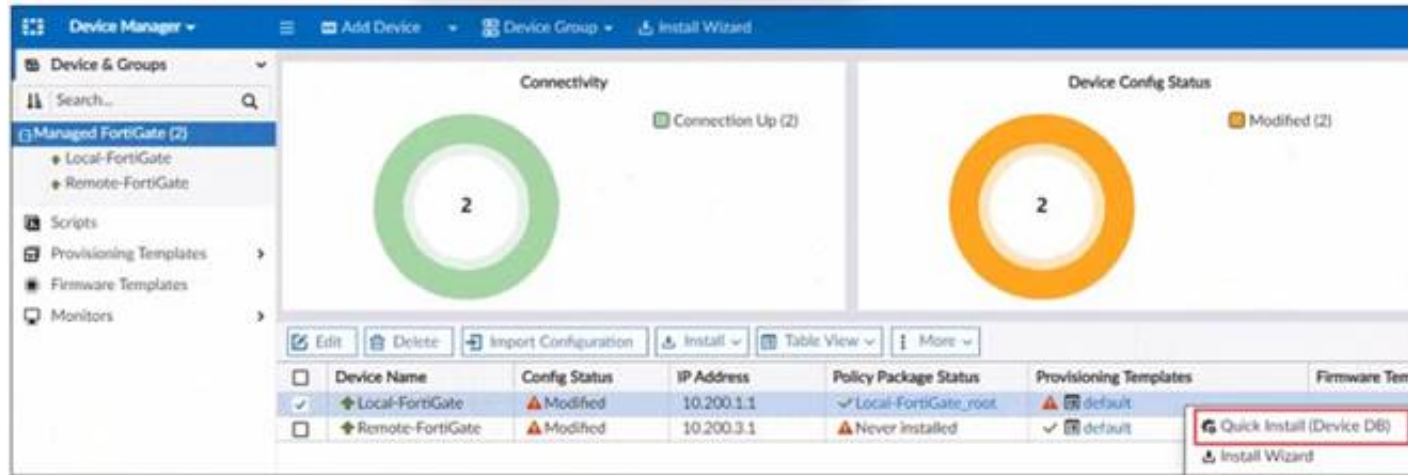 Device Manager
Add Device
Device Group
Install Wizard
Device & Groups
Search...
Managed FortiGate (2)
Local-FortiGate
Remote-FortiGate
Scripts
Provisioning Templates
Firmware Templates
Monitors
Connectivity
Connection Up (2)
2
Device Config Status
Modified (2)
2
Edit Delete Import Configuration Install Table View More
Device Name Config Status IP Address Policy Package Status Provisioning Templates Firmware Tem
Local-FortiGate Modified 10.200.1.1 Local-FortiGate_root default
Remote-FortiGate Modified 10.200.3.1 Never installed default
Quick Install (Device DB)
Install Wizard